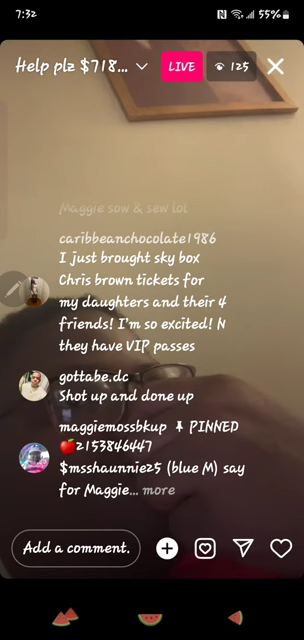 7:32
55%
Help plz $718...
LIVE
125
Maggie sow & sew lol
caribbeanchocolate1986
I just brought sky box
Chris brown tickets for
my daughters and their 4
friends! I'm so excited! N
they have VIP passes
gottabe.dc
Shot up and done up
maggiemossbkup PINNED
🍎2153846447
$msshaunnie25 (blue M) say
for Maggie... more
Add a comment.